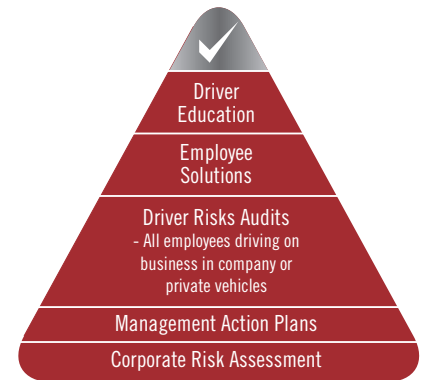 Driver
Education
Employee
Solutions
Driver Risks Audits
- All employees driving on
business in company or
private vehicles
Management Action Plans
Corporate Risk Assessment